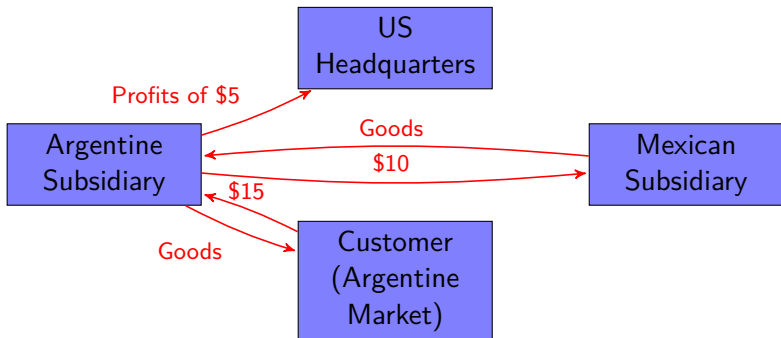 US
Headquarters
Profits of $5
Argentine
Subsidiary
Goods
$10
Mexican
Subsidiary
$15
Goods
Customer
(Argentine
Market)